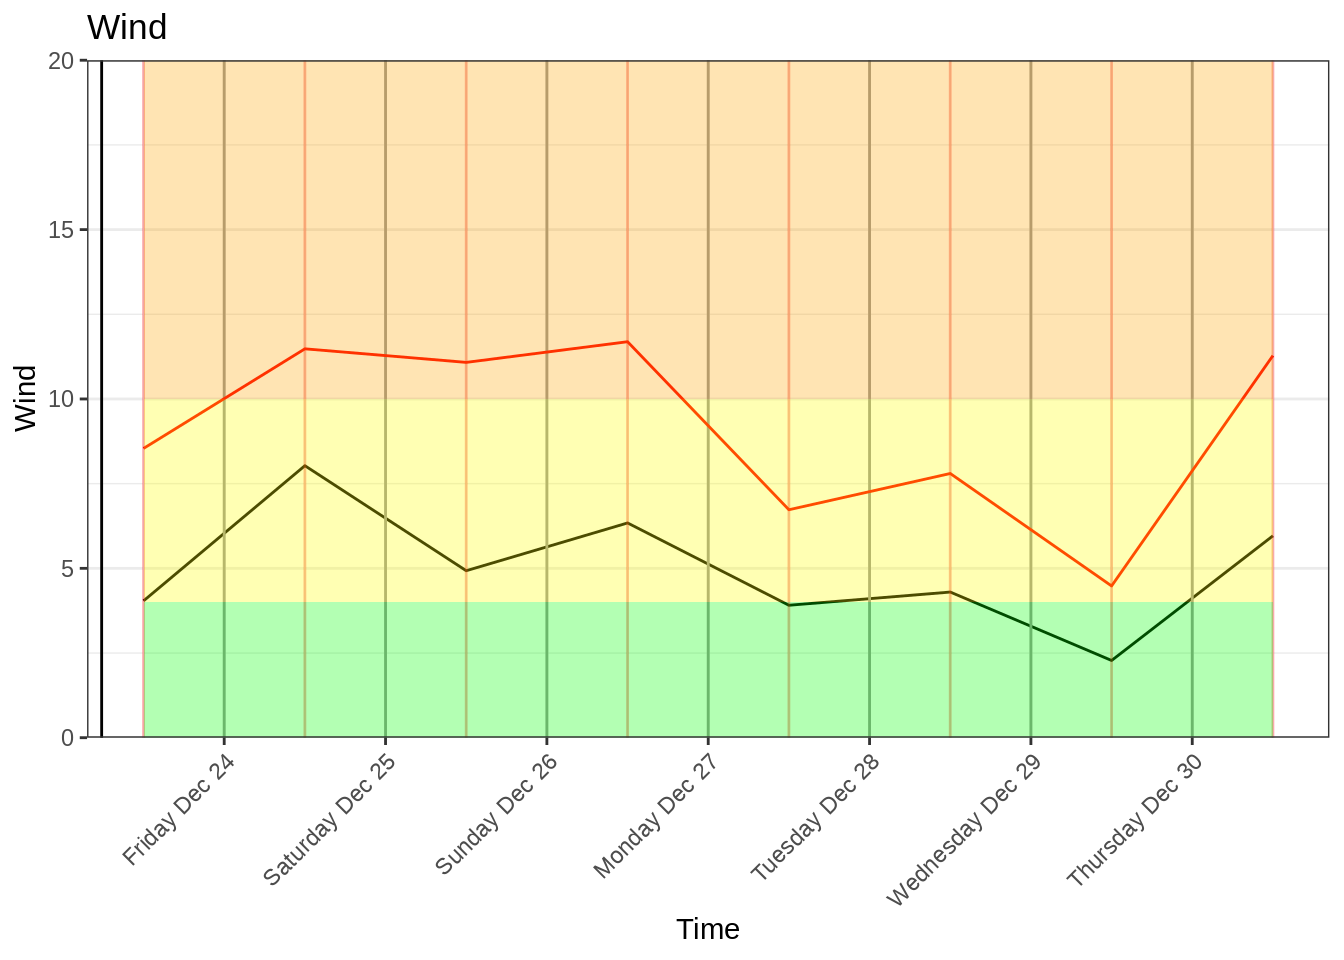 Wind
20
15
10
5
0
Wind
Friday Dec 24
Saturday Dec 25
Sunday Dec 26
Monday Dec 27
Tuesday Dec 28
Wednesday Dec 29
Thursday Dec 30
Time